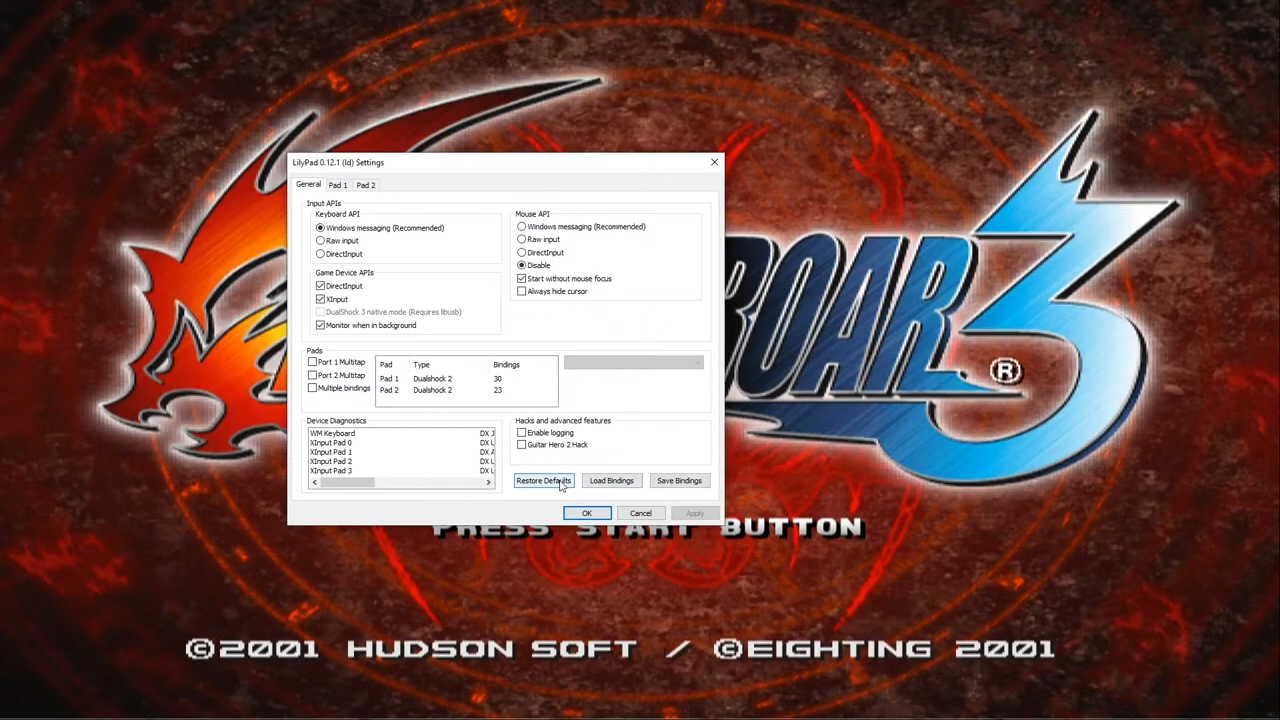 LilyPad 0.12.1 (ld) Settings
General
Pad 1
Pad 2
Input APIs
Keyboard API
Windows messaging (Recommended)
Raw input
DirectInput
Mouse API
Windows messaging (Recommended)
Raw input
DirectInput
Disable
Start without mouse focus
Always hide cursor
Game Device APIs
DirectInput
XInput
DualShock 3 native mode (Requires libusb)
Monitor when in background
Pads
Port 1 Multitap
Port 2 Multitap
Multiple bindings
Pad Type Bindings
Pad 1 Dualshock 2 30
Pad 2 Dualshock 2 23
Device Diagnostics
WM Keyboard
XInput Pad 0
XInput Pad 1
XInput Pad 2
XInput Pad 3
Hacks and advanced features
Enable logging
Guitar Hero 2 Hack
Restore Defaults
Load Bindings
Save Bindings
OK
Cancel
Apply
OAR 3
®
PRESS START BUTTON
©2001 HUDSON SOFT / ©EIGHTING 2001